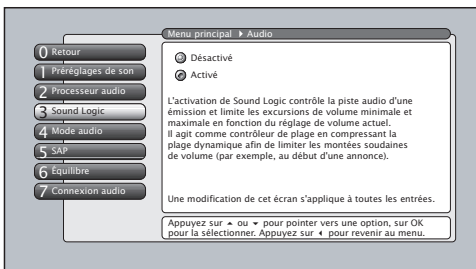 Menu principal ▶ Audio
0 Retour
1 Préréglages de son
2 Processeur audio
3 Sound Logic
4 Mode audio
5 SAP
6 Équilibre
7 Connexion audio
Désactivé
Activé
L'activation de Sound Logic contrôle la piste audio d'une
émission et limite les excursions de volume minimale et
maximale en fonction du réglage de volume actuel.
Il agit comme contrôleur de plage en compressant la
plage dynamique afin de limiter les montées soudaines
de volume (par exemple, au début d'une annonce).
Une modification de cet écran s'applique à toutes les entrées.
Appuyez sur ▲ ou ▼ pour pointer vers une option, sur OK
pour la sélectionner. Appuyez sur ◀ pour revenir au menu.